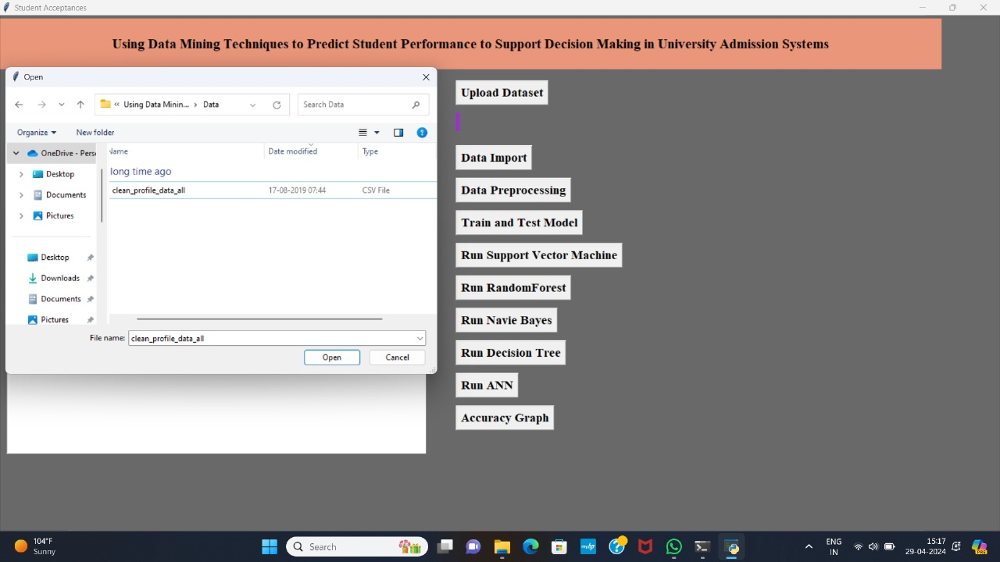 Student Acceptances
Using Data Mining Techniques to Predict Student Performance to Support Decision Making in University Admission Systems
Open
« Using Data Minin... > Data
Search Data
Organize
New folder
OneDrive - Pers
Desktop
Documents
Pictures
Desktop
Downloads
Documents
Pictures
Name
Date modified
Type
long time ago
clean_profile_data_all
17-08-2019 07:44
CSV File
File name:
clean_profile_data_all
Open
Cancel
Upload Dataset
Data Import
Data Preprocessing
Train and Test Model
Run Support Vector Machine
Run RandomForest
Run Navie Bayes
Run Decision Tree
Run ANN
Accuracy Graph
104°F
Sunny
Search
ENG
IN
15:17
29-04-2024